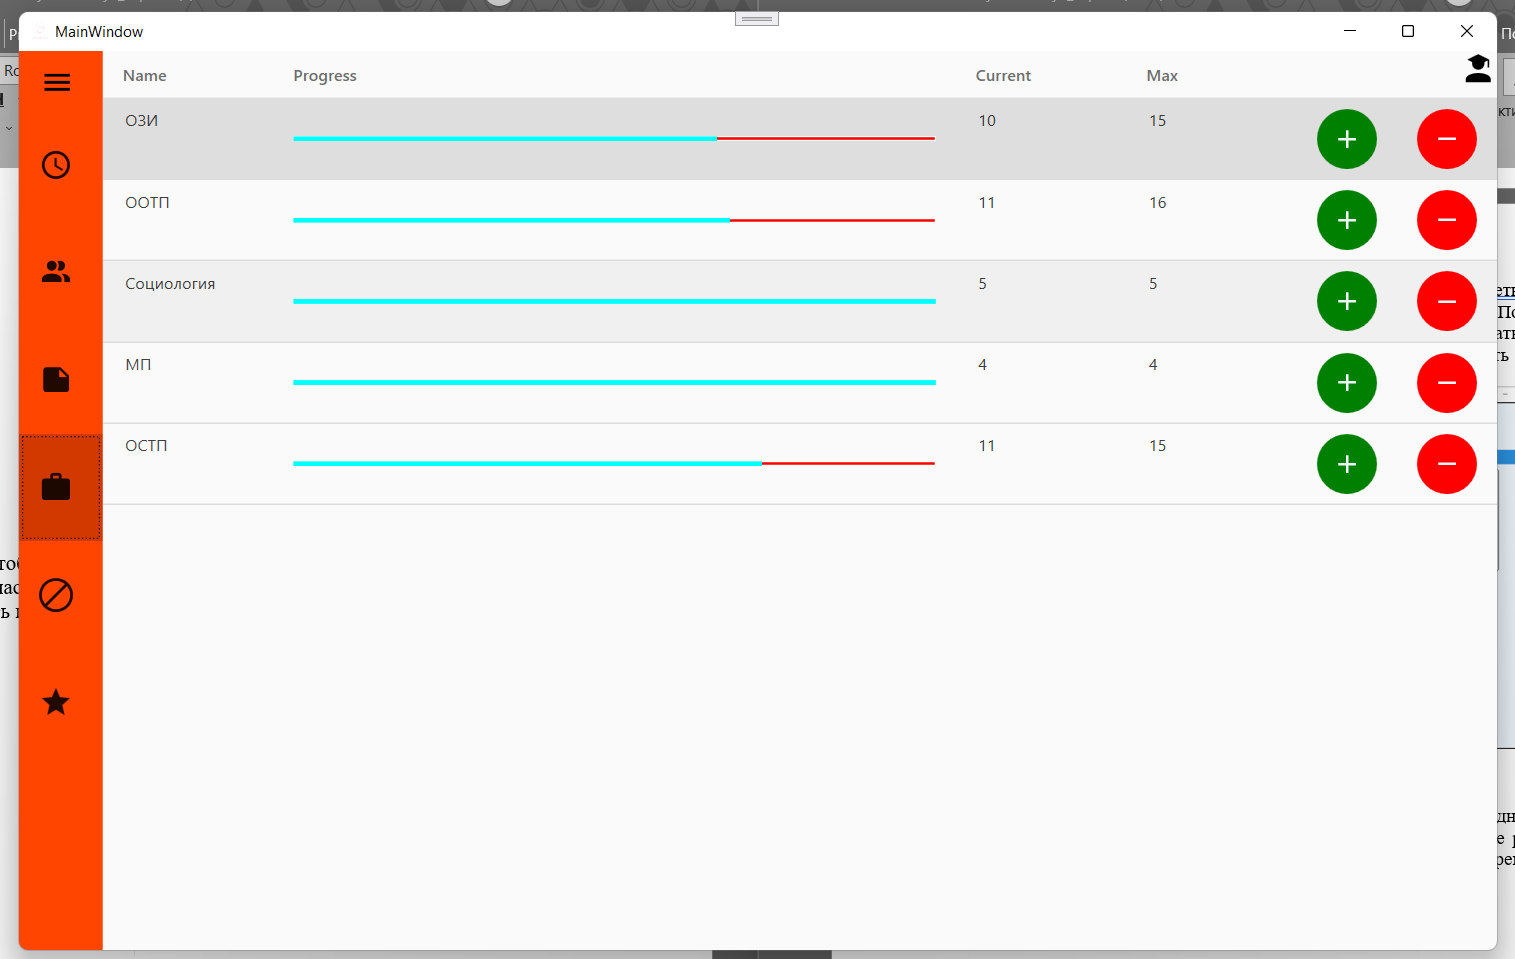 MainWindow
Name Progress Current Max
ОЗИ 10 15
ООТП 11 16
Социология 5 5
МП 4 4
ОСТП 11 15